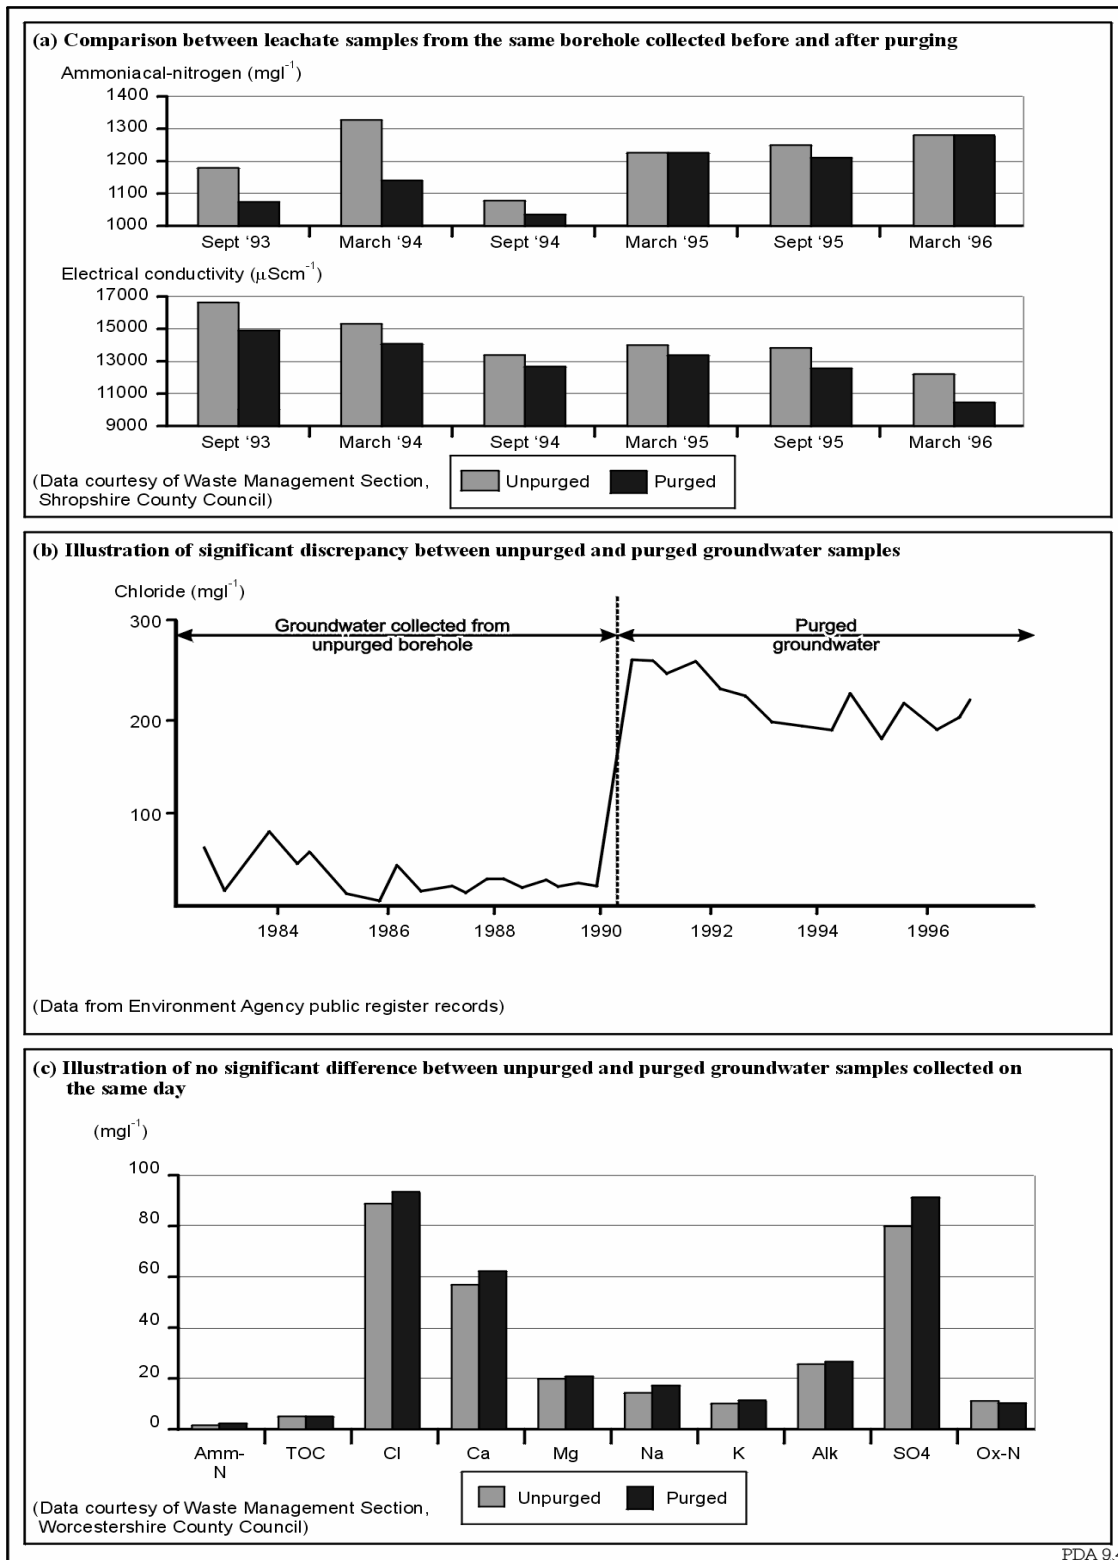 (a) Comparison between leachate samples from the same borehole collected before and after purging
Ammoniacal-nitrogen (mgl⁻¹)
1400
1300
1200
1100
1000
Sept ‘93 March ‘94 Sept ‘94 March ‘95 Sept ‘95 March ‘96
Electrical conductivity (µScm⁻¹)
17000
15000
13000
11000
9000
Sept ‘93 March ‘94 Sept ‘94 March ‘95 Sept ‘95 March ‘96
(Data courtesy of Waste Management Section,
Shropshire County Council)
Unpurged Purged
(b) Illustration of significant discrepancy between unpurged and purged groundwater samples
Chloride (mgl⁻¹)
300
Groundwater collected from
unpurged borehole
Purged
groundwater
200
100
1984 1986 1988 1990 1992 1994 1996
(Data from Environment Agency public register records)
(c) Illustration of no significant difference between unpurged and purged groundwater samples collected on
the same day
(mgl⁻¹)
100
80
60
40
20
0
Amm-
N
TOC Cl Ca Mg Na K Alk SO4 Ox-N
(Data courtesy of Waste Management Section,
Worcestershire County Council)
Unpurged Purged